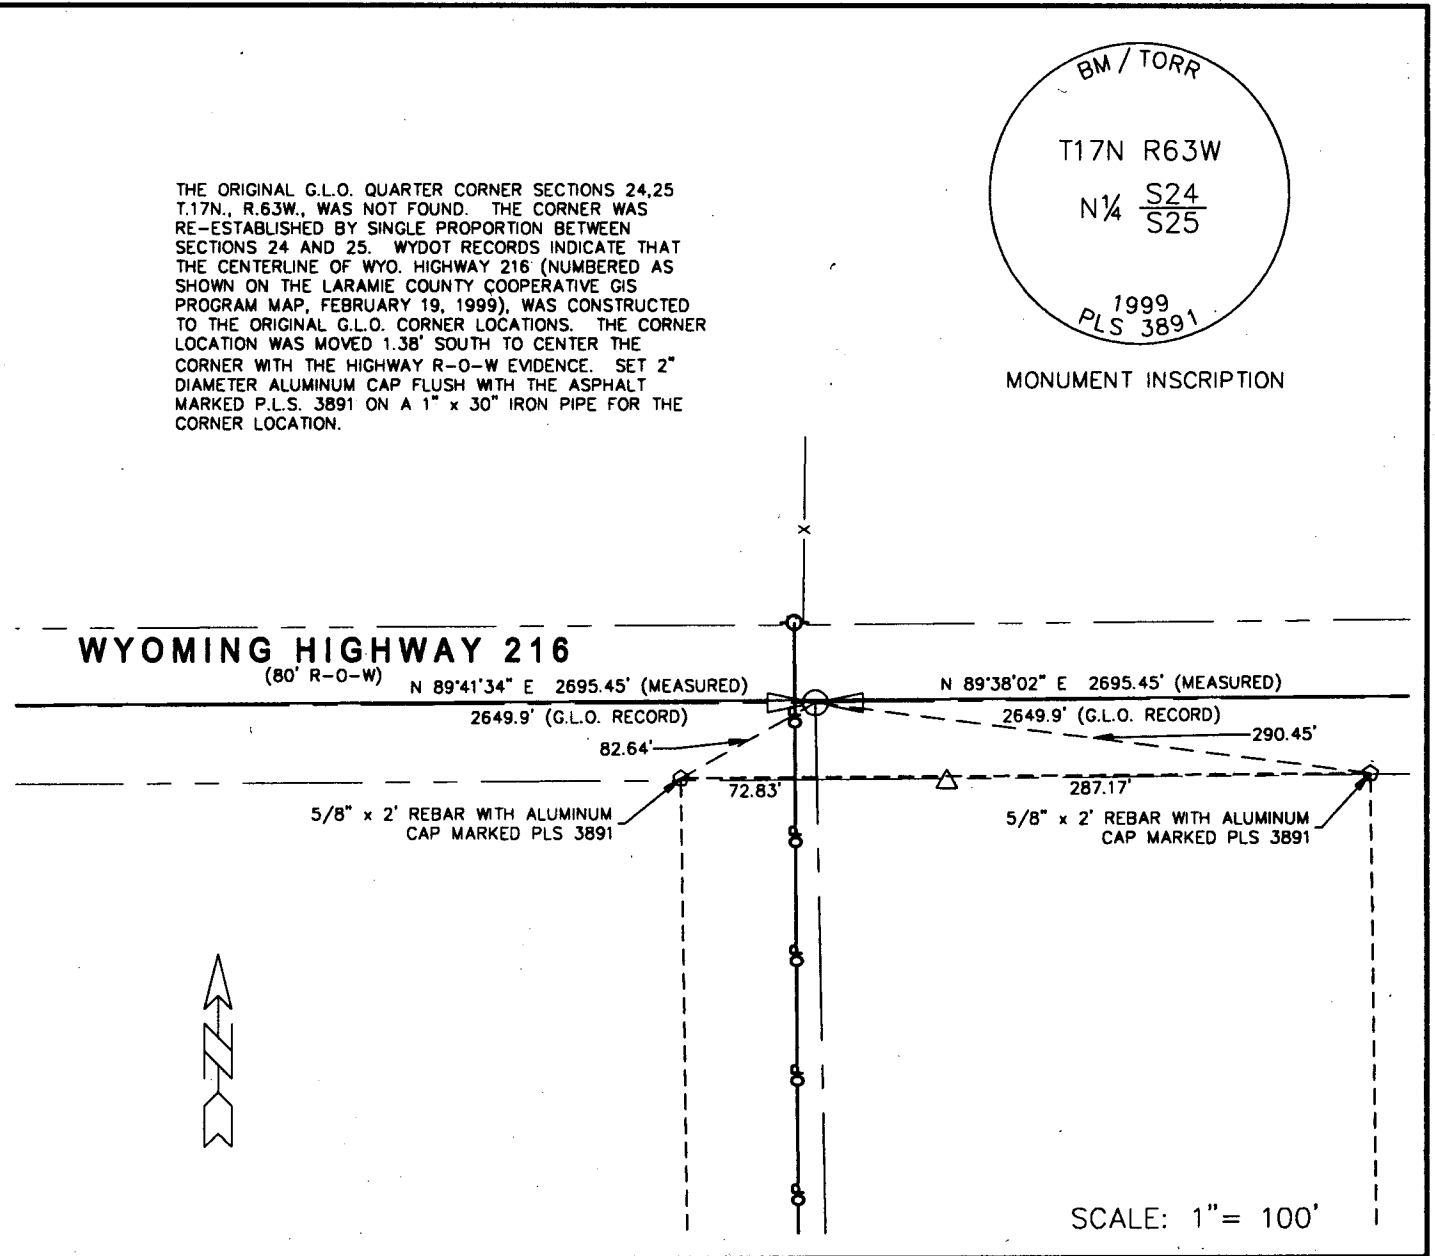 BM / TORR
T17N R63W
N¼ S24
S25
1999
PLS 3891
MONUMENT INSCRIPTION
THE ORIGINAL G.L.O. QUARTER CORNER SECTIONS 24,25
T.17N., R.63W., WAS NOT FOUND. THE CORNER WAS
RE-ESTABLISHED BY SINGLE PROPORTION BETWEEN
SECTIONS 24 AND 25. WYDOT RECORDS INDICATE THAT
THE CENTERLINE OF WYO. HIGHWAY 216 (NUMBERED AS
SHOWN ON THE LARAMIE COUNTY COOPERATIVE GIS
PROGRAM MAP, FEBRUARY 19, 1999), WAS CONSTRUCTED
TO THE ORIGINAL G.L.O. CORNER LOCATIONS. THE CORNER
LOCATION WAS MOVED 1.38' SOUTH TO CENTER THE
CORNER WITH THE HIGHWAY R-O-W EVIDENCE. SET 2"
DIAMETER ALUMINUM CAP FLUSH WITH THE ASPHALT
MARKED P.L.S. 3891 ON A 1" x 30" IRON PIPE FOR THE
CORNER LOCATION.
X
WYOMING HIGHWAY 216
(80' R-O-W)
N 89°41'34" E 2695.45' (MEASURED)
N 89°38'02" E 2695.45' (MEASURED)
2649.9' (G.L.O. RECORD)
2649.9' (G.L.O. RECORD)
82.64'
290.45'
72.83'
287.17'
5/8" x 2' REBAR WITH ALUMINUM
CAP MARKED PLS 3891
5/8" x 2' REBAR WITH ALUMINUM
CAP MARKED PLS 3891
OP
OP
OP
OP
OP
N
SCALE: 1"= 100'